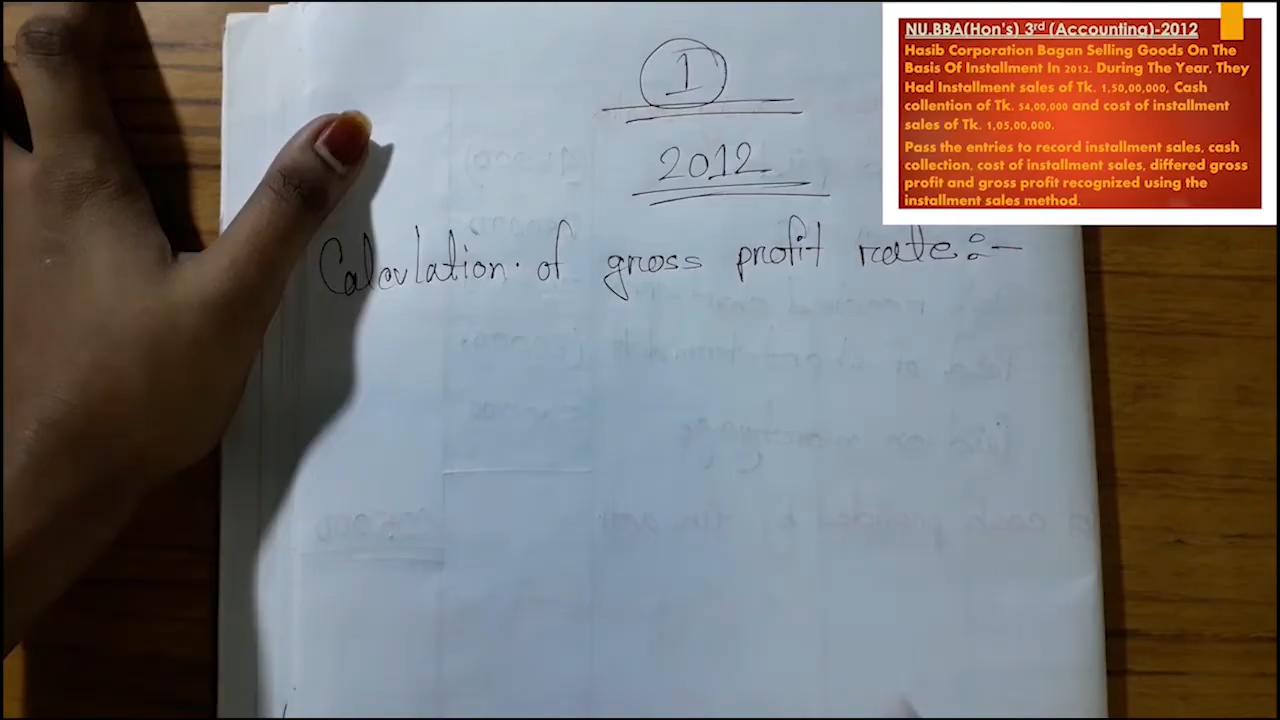 1
2012
Calculation of gross profit rate:-
NU.BBA(Hon's) 3rd (Accounting)-2012
Hasib Corporation Bagan Selling Goods On The
Basis Of Installment In 2012. During The Year, They
Had Installment sales of Tk. 1,50,00,000, Cash
collention of Tk. 54,00,000 and cost of installment
sales of Tk. 1,05,00,000.
Pass the entries to record installment sales, cash
collection, cost of installment sales, differed gross
profit and gross profit recognized using the
installment sales method.